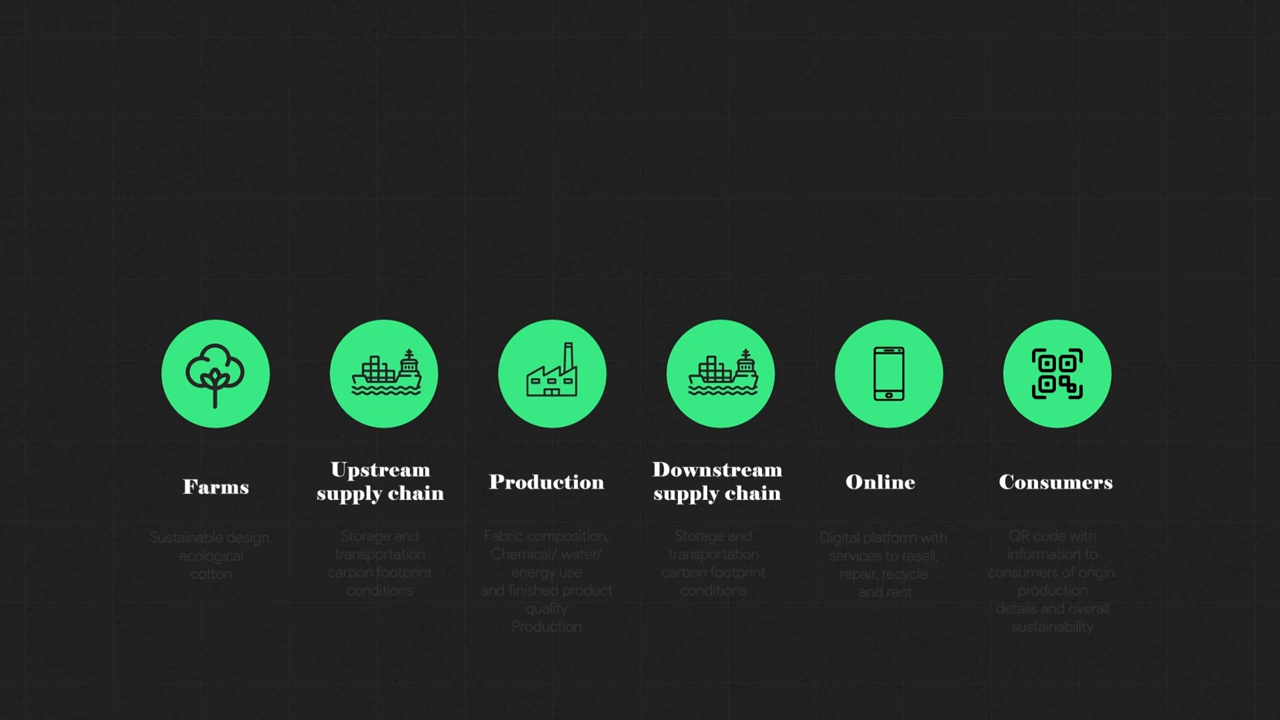 Farms
Sustainable design,
ecological
cotton
Upstream
supply chain
Storage and
transportation
carbon footprint
conditions
Production
Fabric composition,
Chemical/ water/
energy use
and finished product
quality
Production
Downstream
supply chain
Storage and
transportation
carbon footprint
conditions
Online
Digital platform with
services to resell,
repair, recycle
and rent
Consumers
QR code with
information to
consumers of origin
production
details and overall
sustainability